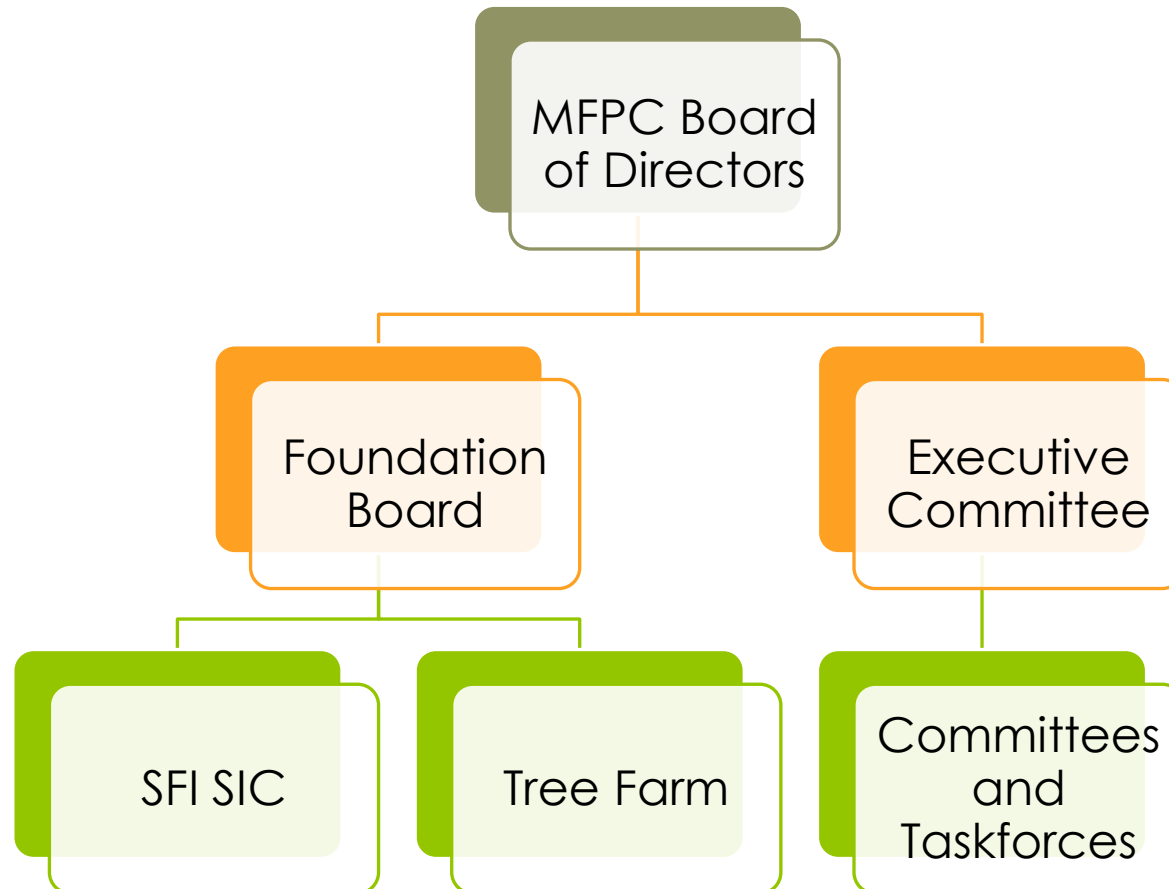 MFPC Board
of Directors
Foundation
Board
Executive
Committee
SFI SIC
Tree Farm
Committees
and
Taskforces